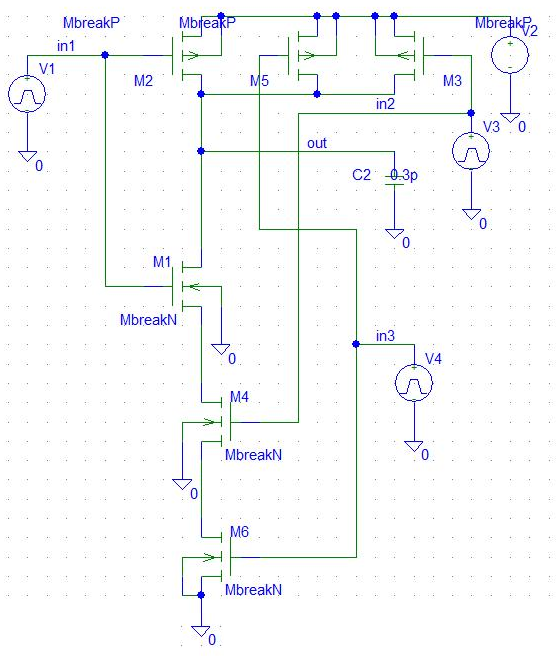 MbreakP MbreakP MbreakP
V2
in1
V1 M2 M5 M3
in2
0 V3 0
out
C2 0.3p
0 0
M1
MbreakN
in3
0 V4
M4
MbreakN 0
0
M6
MbreakN
0